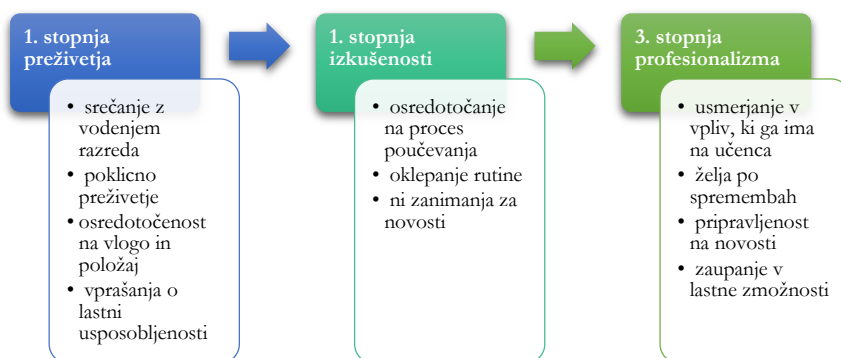 1. stopnja
preživetja
• srečanje z
vodenjem
razreda
• poklicno
preživetje
• osredotočenost
na vlogo in
položaj
• vprašanja o
lastni
usposobljenosti
1. stopnja
izkušenosti
• osredotočanje
na proces
poučevanja
• oklepanje rutine
• ni zanimanja za
novosti
3. stopnja
profesionalizma
• usmerjanje v
vpliv, ki ga ima
na učenca
• želja po
spremembah
• pripravljenost
na novosti
• zaupanje v
lastne zmožnosti